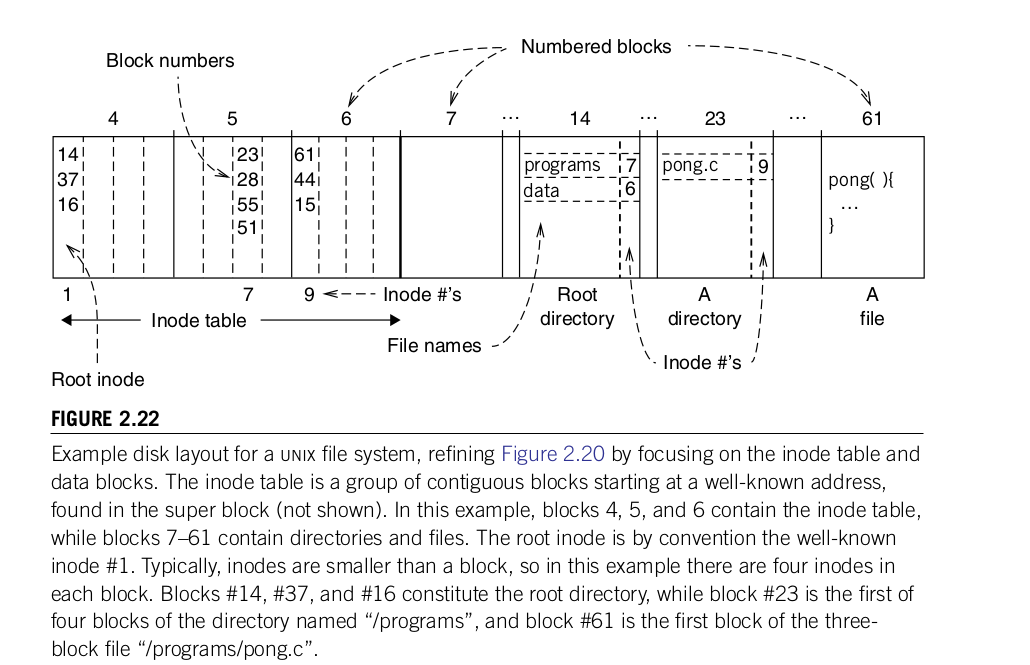 Numbered blocks
Block numbers
4 5 6 7 ... 14 ... 23 ... 61
14 23 61 programs 7 pong.c 9
37 28 44 data 6 pong( ){
16 55 15 ...
51 }
1 7 9 Inode #'s Root A A
Inode table directory directory file
File names Inode #'s
Root inode
FIGURE 2.22
Example disk layout for a UNIX file system, refining Figure 2.20 by focusing on the inode table and
data blocks. The inode table is a group of contiguous blocks starting at a well-known address,
found in the super block (not shown). In this example, blocks 4, 5, and 6 contain the inode table,
while blocks 7–61 contain directories and files. The root inode is by convention the well-known
inode #1. Typically, inodes are smaller than a block, so in this example there are four inodes in
each block. Blocks #14, #37, and #16 constitute the root directory, while block #23 is the first of
four blocks of the directory named “/programs”, and block #61 is the first block of the three-
block file “/programs/pong.c”.